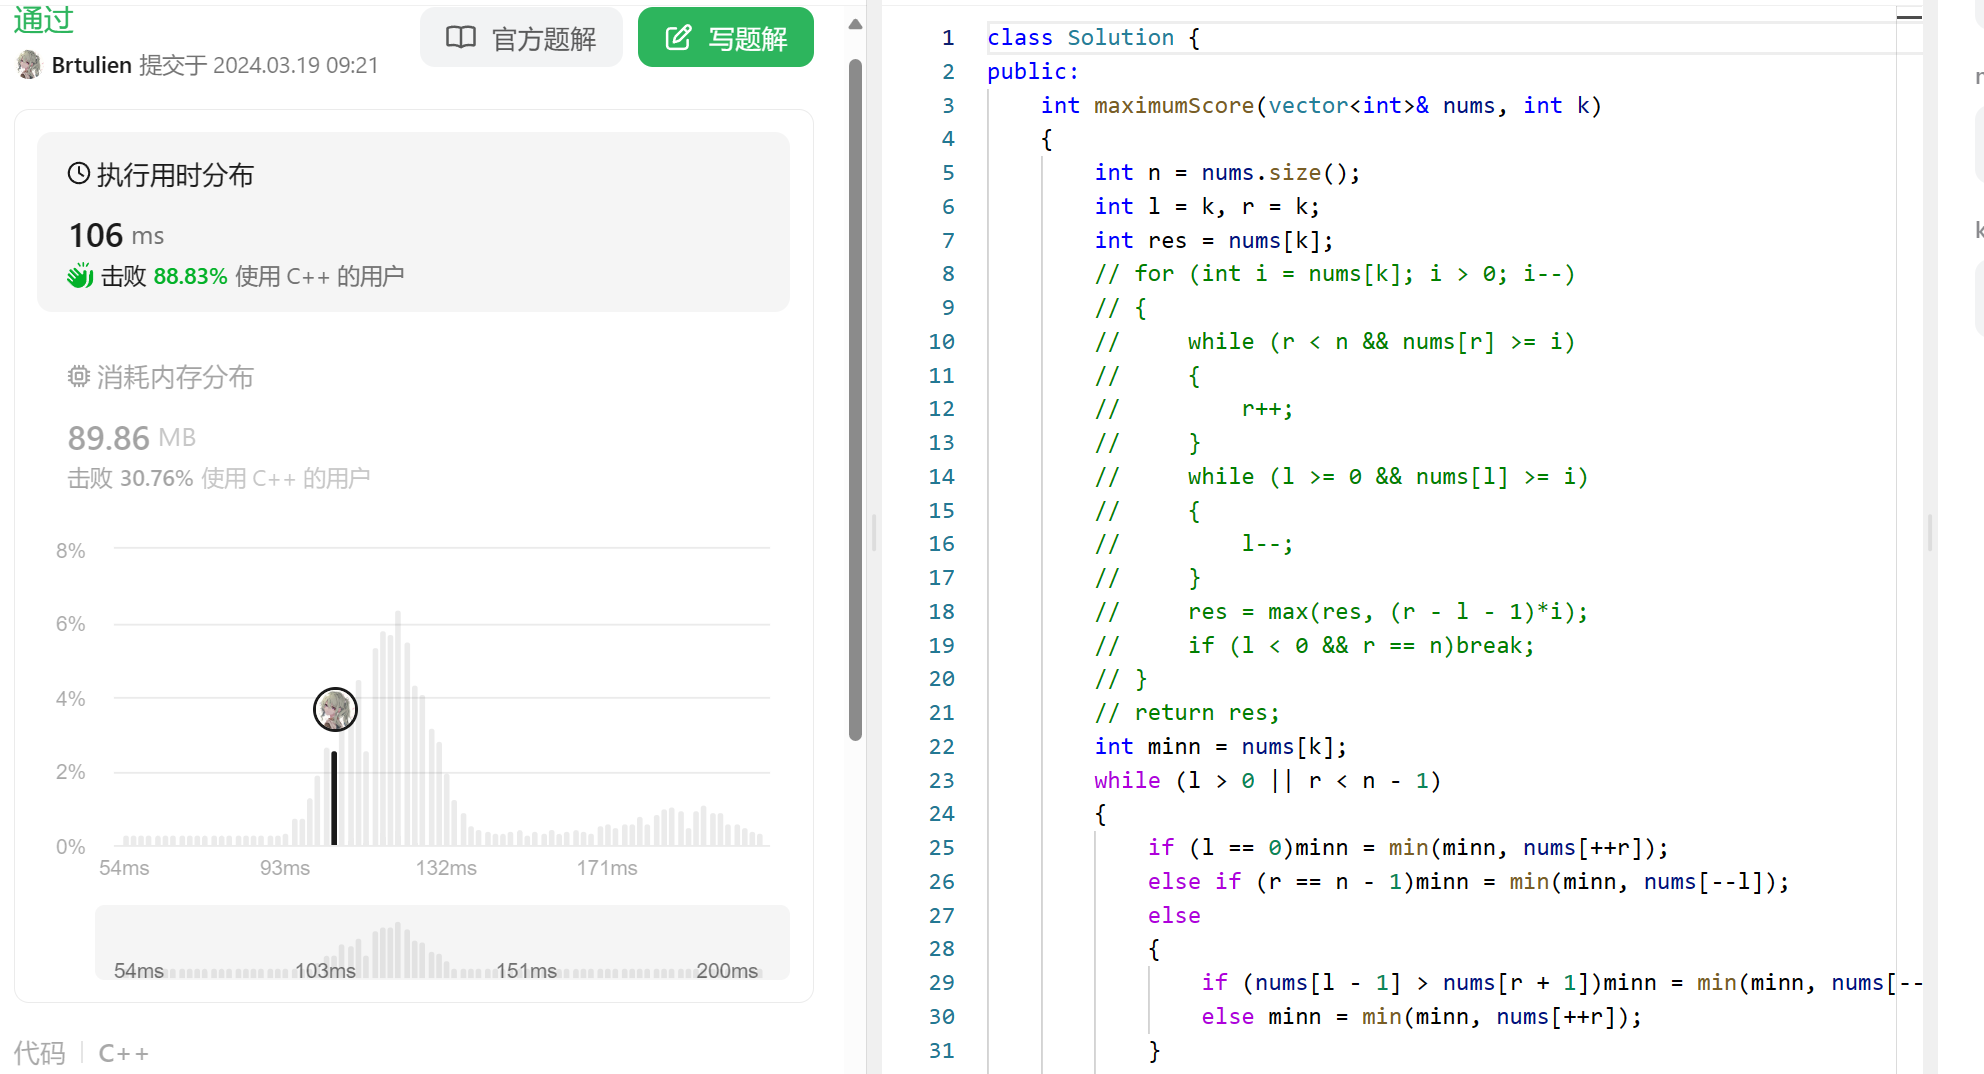 通过
官方题解
写题解
Brtulien 提交于 2024.03.19 09:21
执行用时分布
106 ms
击败 88.83% 使用 C++ 的用户
消耗内存分布
89.86 MB
击败 30.76% 使用 C++ 的用户
8%
6%
4%
2%
0%
54ms 93ms 132ms 171ms
54ms 103ms 151ms 200ms
代码 | C++
1 class Solution {
2 public:
3     int maximumScore(vector<int>& nums, int k)
4     {
5         int n = nums.size();
6         int l = k, r = k;
7         int res = nums[k];
8         // for (int i = nums[k]; i > 0; i--)
9         // {
10         //     while (r < n && nums[r] >= i)
11         //     {
12         //         r++;
13         //     }
14         //     while (l >= 0 && nums[l] >= i)
15         //     {
16         //         l--;
17         //     }
18         //     res = max(res, (r - l - 1)*i);
19         //     if (l < 0 && r == n)break;
20         // }
21         // return res;
22         int minn = nums[k];
23         while (l > 0 || r < n - 1)
24         {
25             if (l == 0)minn = min(minn, nums[++r]);
26             else if (r == n - 1)minn = min(minn, nums[--l]);
27             else
28             {
29                 if (nums[l - 1] > nums[r + 1])minn = min(minn, nums[--
30                 else minn = min(minn, nums[++r]);
31             }